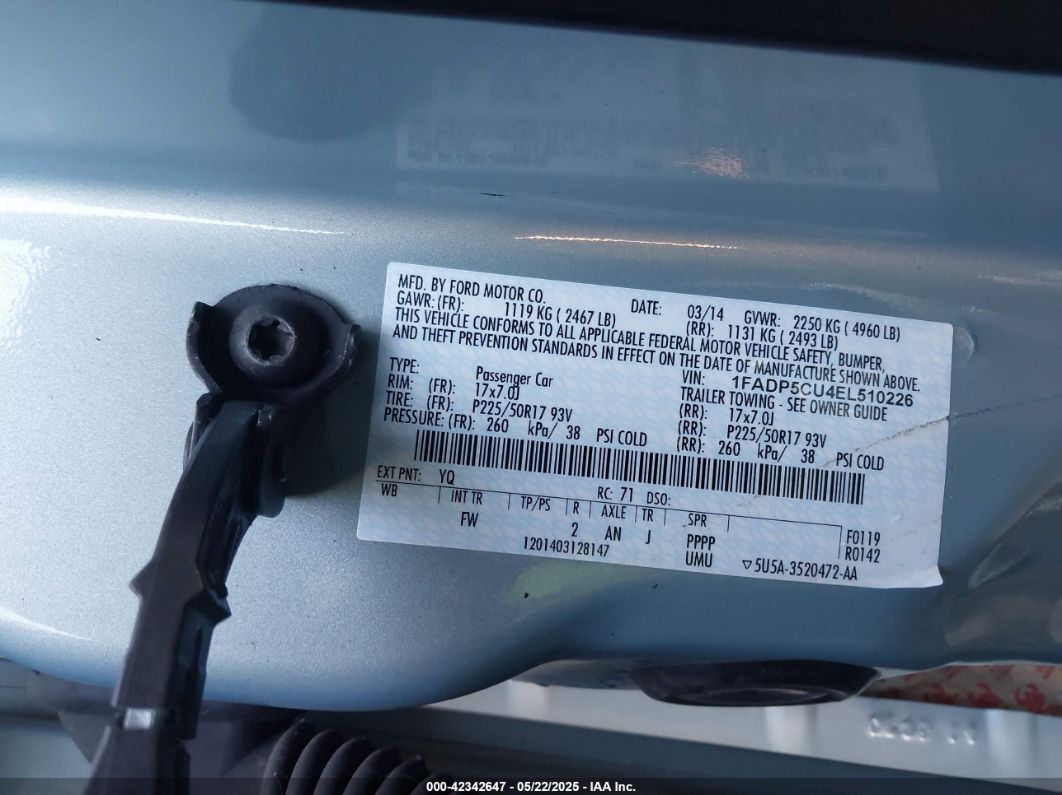 MFD. BY FORD MOTOR CO. DATE: 03/14 GVWR: 2250 KG ( 4960 LB)
GAWR: (FR): 1119 KG ( 2467 LB) (RR): 1131 KG ( 2493 LB)
THIS VEHICLE CONFORMS TO ALL APPLICABLE FEDERAL MOTOR VEHICLE SAFETY, BUMPER,
AND THEFT PREVENTION STANDARDS IN EFFECT ON THE DATE OF MANUFACTURE SHOWN ABOVE.
VIN: 1FADP5CU4EL510226
TYPE: Passenger Car TRAILER TOWING - SEE OWNER GUIDE
RIM: (FR): 17x7.0J (RR): 17x7.0J
TIRE: (FR): P225/50R17 93V (RR): P225/50R17 93V
PRESSURE: (FR): 260 kPa/ 38 PSI COLD (RR): 260 kPa/ 38 PSI COLD
EXT PNT: YQ RC: 71 DSO:
WB INT TR TP/PS R AXLE TR SPR
FW 2 AN J PPPP F0119
UMU R0142
1201403128147 ▽5U5A-3520472-AA
000-42342647 - 05/22/2025 - IAA Inc.